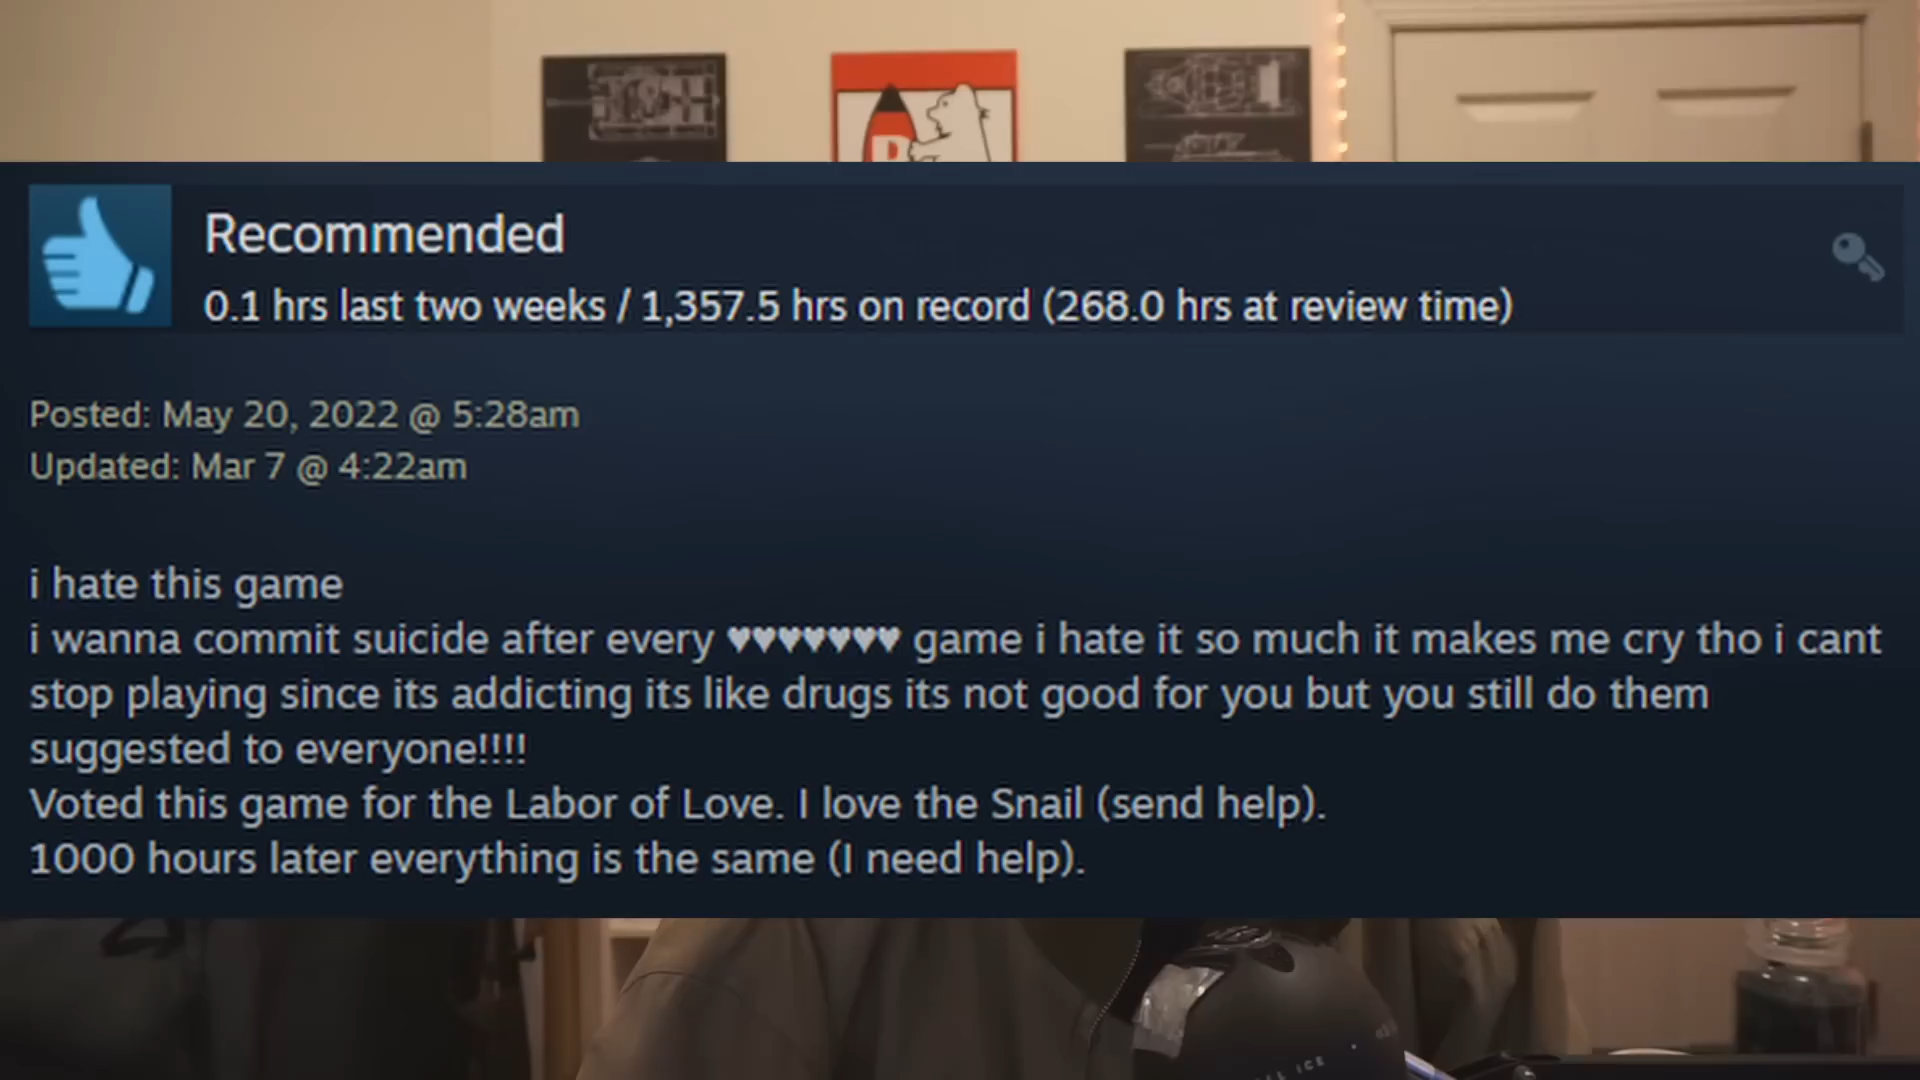 Recommended
0.1 hrs last two weeks / 1,357.5 hrs on record (268.0 hrs at review time)
Posted: May 20, 2022 @ 5:28am
Updated: Mar 7 @ 4:22am
i hate this game
i wanna commit suicide after every ♥♥♥♥♥♥♥ game i hate it so much it makes me cry tho i cant
stop playing since its addicting its like drugs its not good for you but you still do them
suggested to everyone!!!!
Voted this game for the Labor of Love. I love the Snail (send help).
1000 hours later everything is the same (I need help).
ICE